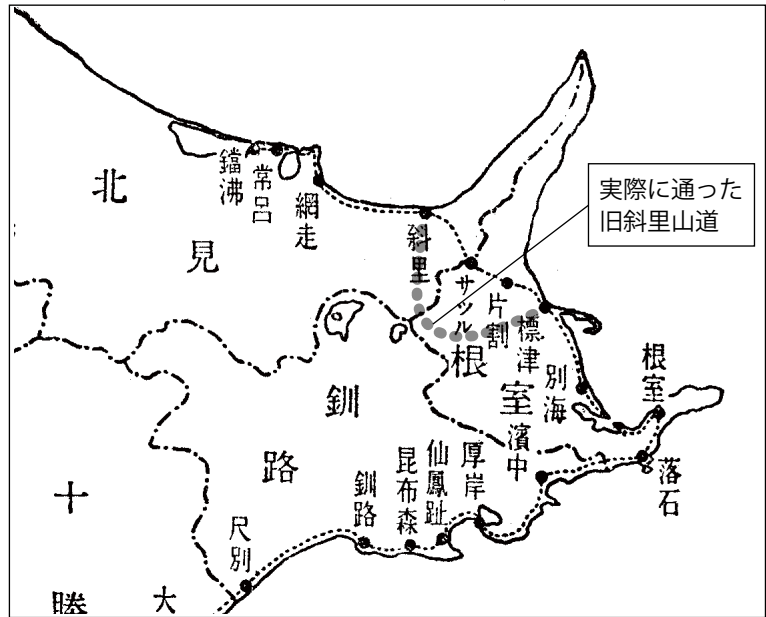 鐺沸
常呂
網走
北見
斜里
実際に通った
旧斜里山道
サツル
片割
標津
根室
別海
根室
落石
釧路
濱中
厚岸
仙鳳趾
昆布森
釧路
尺別
十勝
大